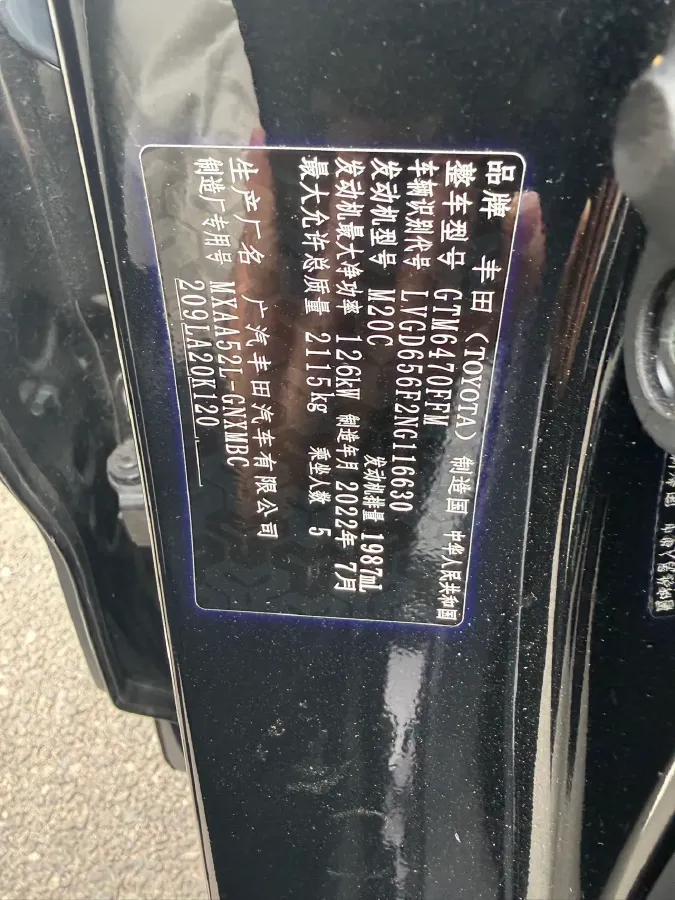 品牌 丰田（TOYOTA） 制造国 中华人民共和国
整车型号 GTM6470FFM
车辆识别代号 LVGD656F2NG116630
发动机型号 M20C 发动机排量 1987mL
发动机最大净功率 126kW 制造年月 2022年 7月
最大允许总质量 2115kg 乘坐人数 5
生产厂名 广汽丰田汽车有限公司
制造厂专用号 MXAA52L-GNXMBC
209LA20K120